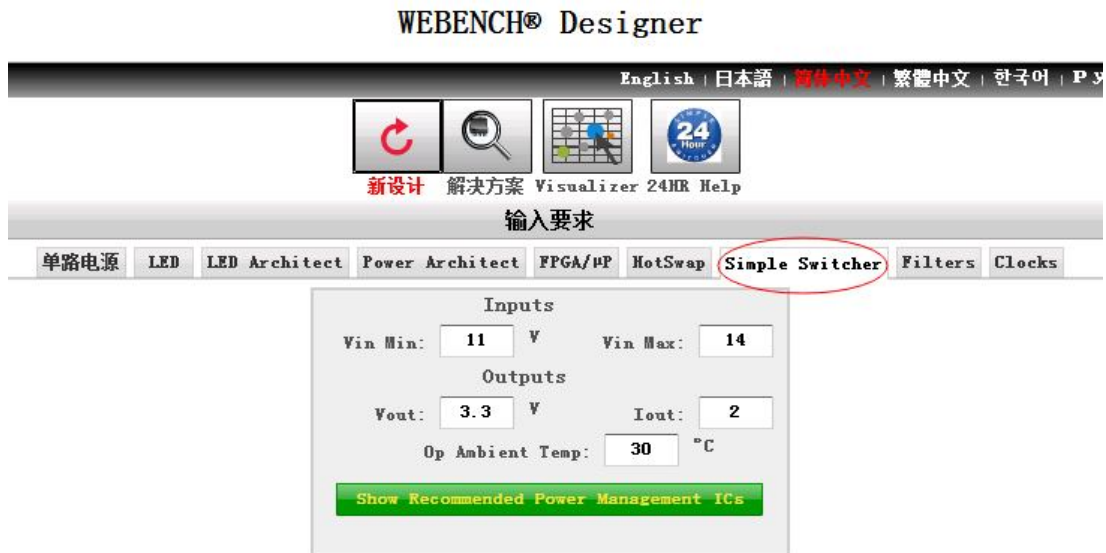 WEBENCH® Designer
English | 日本語 | 简体中文 | 繁體中文 | 한국어 | Ру
24 Hour
新设计 解决方案 Visualizer 24HR Help
输入要求
单路电源 LED LED Architect Power Architect FPGA/µP HotSwap Simple Switcher Filters Clocks
Inputs
Vin Min: 11 V Vin Max: 14
Outputs
Vout: 3.3 V Iout: 2
Op Ambient Temp: 30 °C
Show Recommended Power Management ICs